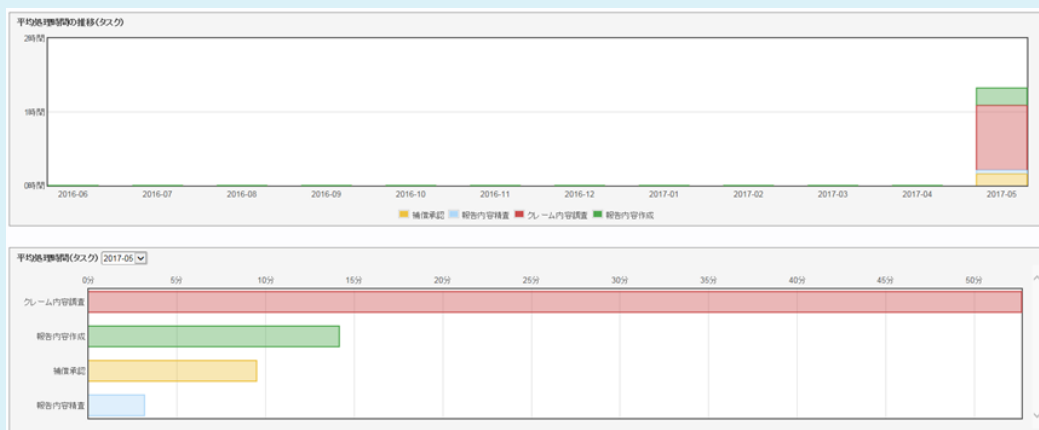 平均処理時間の推移(タスク)
2時間
1時間
0時間
2016-06 2016-07 2016-08 2016-09 2016-10 2016-11 2016-12 2017-01 2017-02 2017-03 2017-04 2017-05
補償承認 報告内容精査 クレーム内容調査 報告内容作成
平均処理時間(タスク) 2017-05
0分 5分 10分 15分 20分 25分 30分 35分 40分 45分 50分
クレーム内容調査
報告内容作成
補償承認
報告内容精査